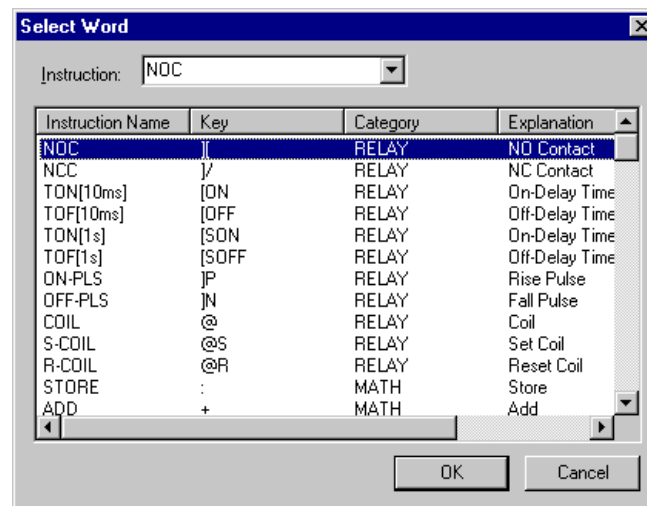 Select Word
Instruction: NOC
Instruction Name Key Category Explanation
NOC ][ RELAY NO Contact
NCC ]/ RELAY NC Contact
TON[10ms] [ON RELAY On-Delay Time
TOF[10ms] [OFF RELAY Off-Delay Time
TON[1s] [SON RELAY On-Delay Time
TOF[1s] [SOFF RELAY Off-Delay Time
ON-PLS ]P RELAY Rise Pulse
OFF-PLS ]N RELAY Fall Pulse
COIL @ RELAY Coil
S-COIL @S RELAY Set Coil
R-COIL @R RELAY Reset Coil
STORE : MATH Store
ADD + MATH Add
OK Cancel